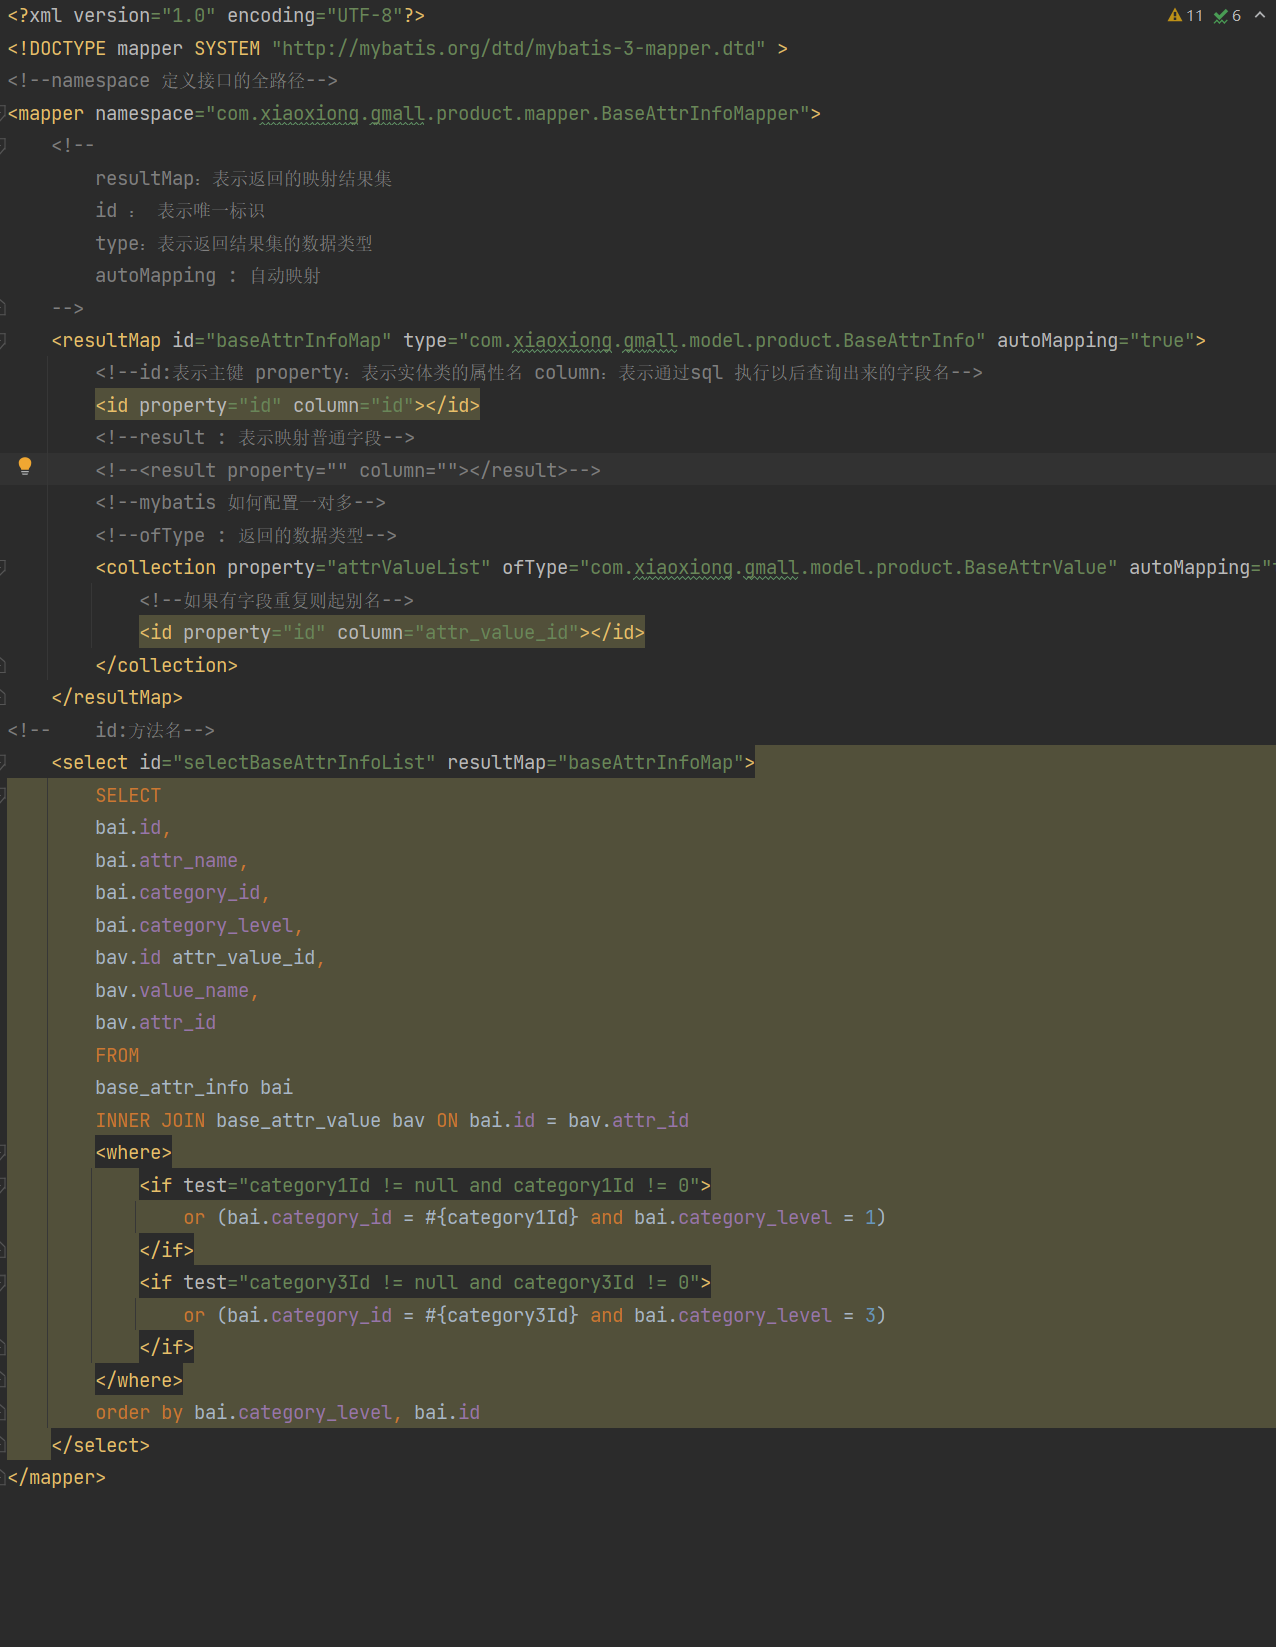 <?xml version="1.0" encoding="UTF-8"?>
11 6
<!DOCTYPE mapper SYSTEM "http://mybatis.org/dtd/mybatis-3-mapper.dtd" >
<!--namespace 定义接口的全路径-->
<mapper namespace="com.xiaoxiong.gmall.product.mapper.BaseAttrInfoMapper">
    <!--
        resultMap：表示返回的映射结果集
        id ： 表示唯一标识
        type：表示返回结果集的数据类型
        autoMapping : 自动映射
    -->
    <resultMap id="baseAttrInfoMap" type="com.xiaoxiong.gmall.model.product.BaseAttrInfo" autoMapping="true">
        <!--id:表示主键 property：表示实体类的属性名 column：表示通过sql 执行以后查询出来的字段名-->
        <id property="id" column="id"></id>
        <!--result : 表示映射普通字段-->
        <!--<result property="" column=""></result>-->
        <!--mybatis 如何配置一对多-->
        <!--ofType : 返回的数据类型-->
        <collection property="attrValueList" ofType="com.xiaoxiong.gmall.model.product.BaseAttrValue" autoMapping="
            <!--如果有字段重复则起别名-->
            <id property="id" column="attr_value_id"></id>
        </collection>
    </resultMap>
<!--    id:方法名-->
    <select id="selectBaseAttrInfoList" resultMap="baseAttrInfoMap">
        SELECT
        bai.id,
        bai.attr_name,
        bai.category_id,
        bai.category_level,
        bav.id attr_value_id,
        bav.value_name,
        bav.attr_id
        FROM
        base_attr_info bai
        INNER JOIN base_attr_value bav ON bai.id = bav.attr_id
        <where>
            <if test="category1Id != null and category1Id != 0">
                or (bai.category_id = #{category1Id} and bai.category_level = 1)
            </if>
            <if test="category3Id != null and category3Id != 0">
                or (bai.category_id = #{category3Id} and bai.category_level = 3)
            </if>
        </where>
        order by bai.category_level, bai.id
    </select>
</mapper>